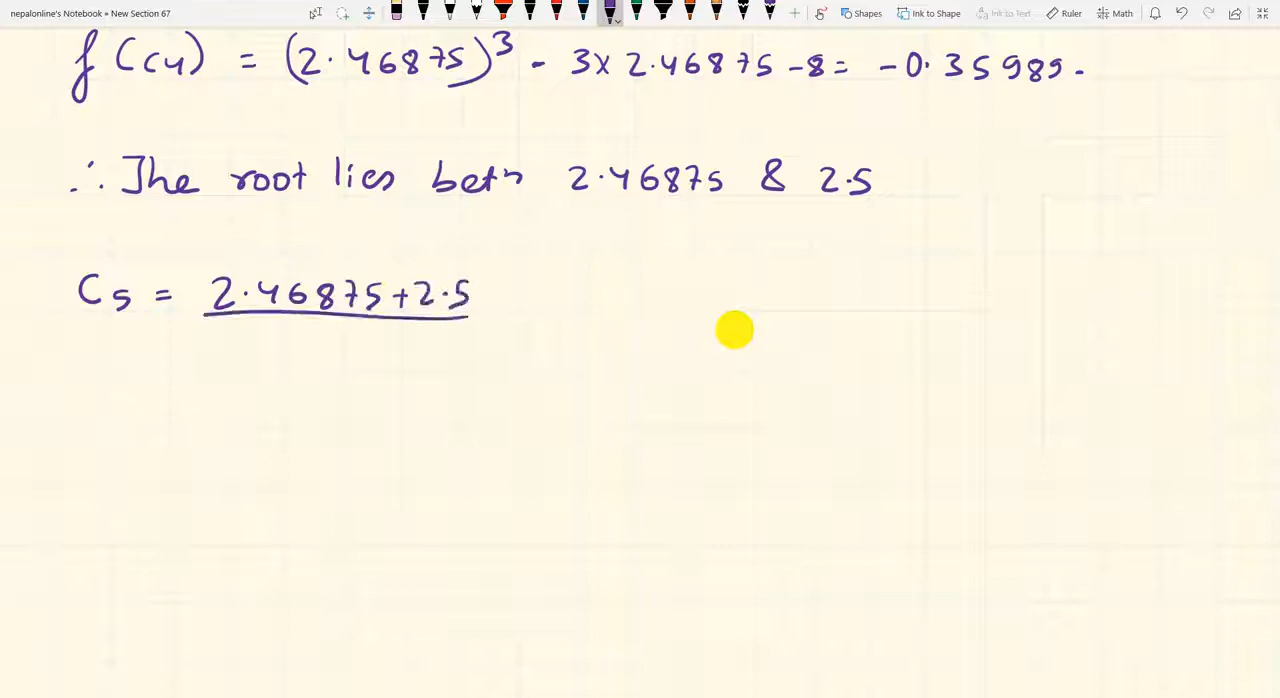 nepalonline's Notebook » New Section 67
Shapes Ink to Shape Ink to Text Ruler Math
f(c4) = (2.46875)^3 - 3x 2.46875 -8= -0.35989.
∴ The root lies betn 2.46875 & 2.5
C5 = 2.46875+2.5